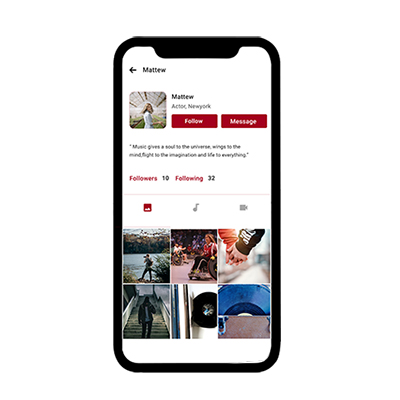 Mattew
Mattew
Actor, Newyork
Follow Message
" Music gives a soul to the universe, wings to the
mind,flight to the imagination and life to everything."
Followers 10 Following 32